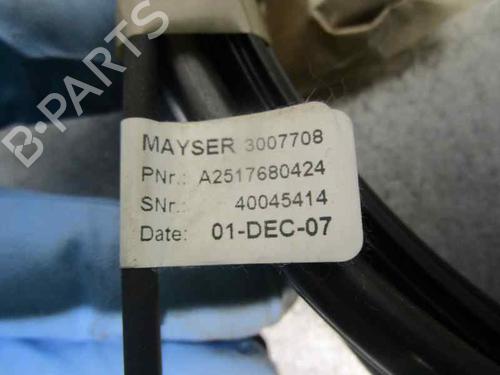 B-PARTS
MAYSER 3007708
PNr.: A2517680424
SNr.: 40045414
Date: 01-DEC-07